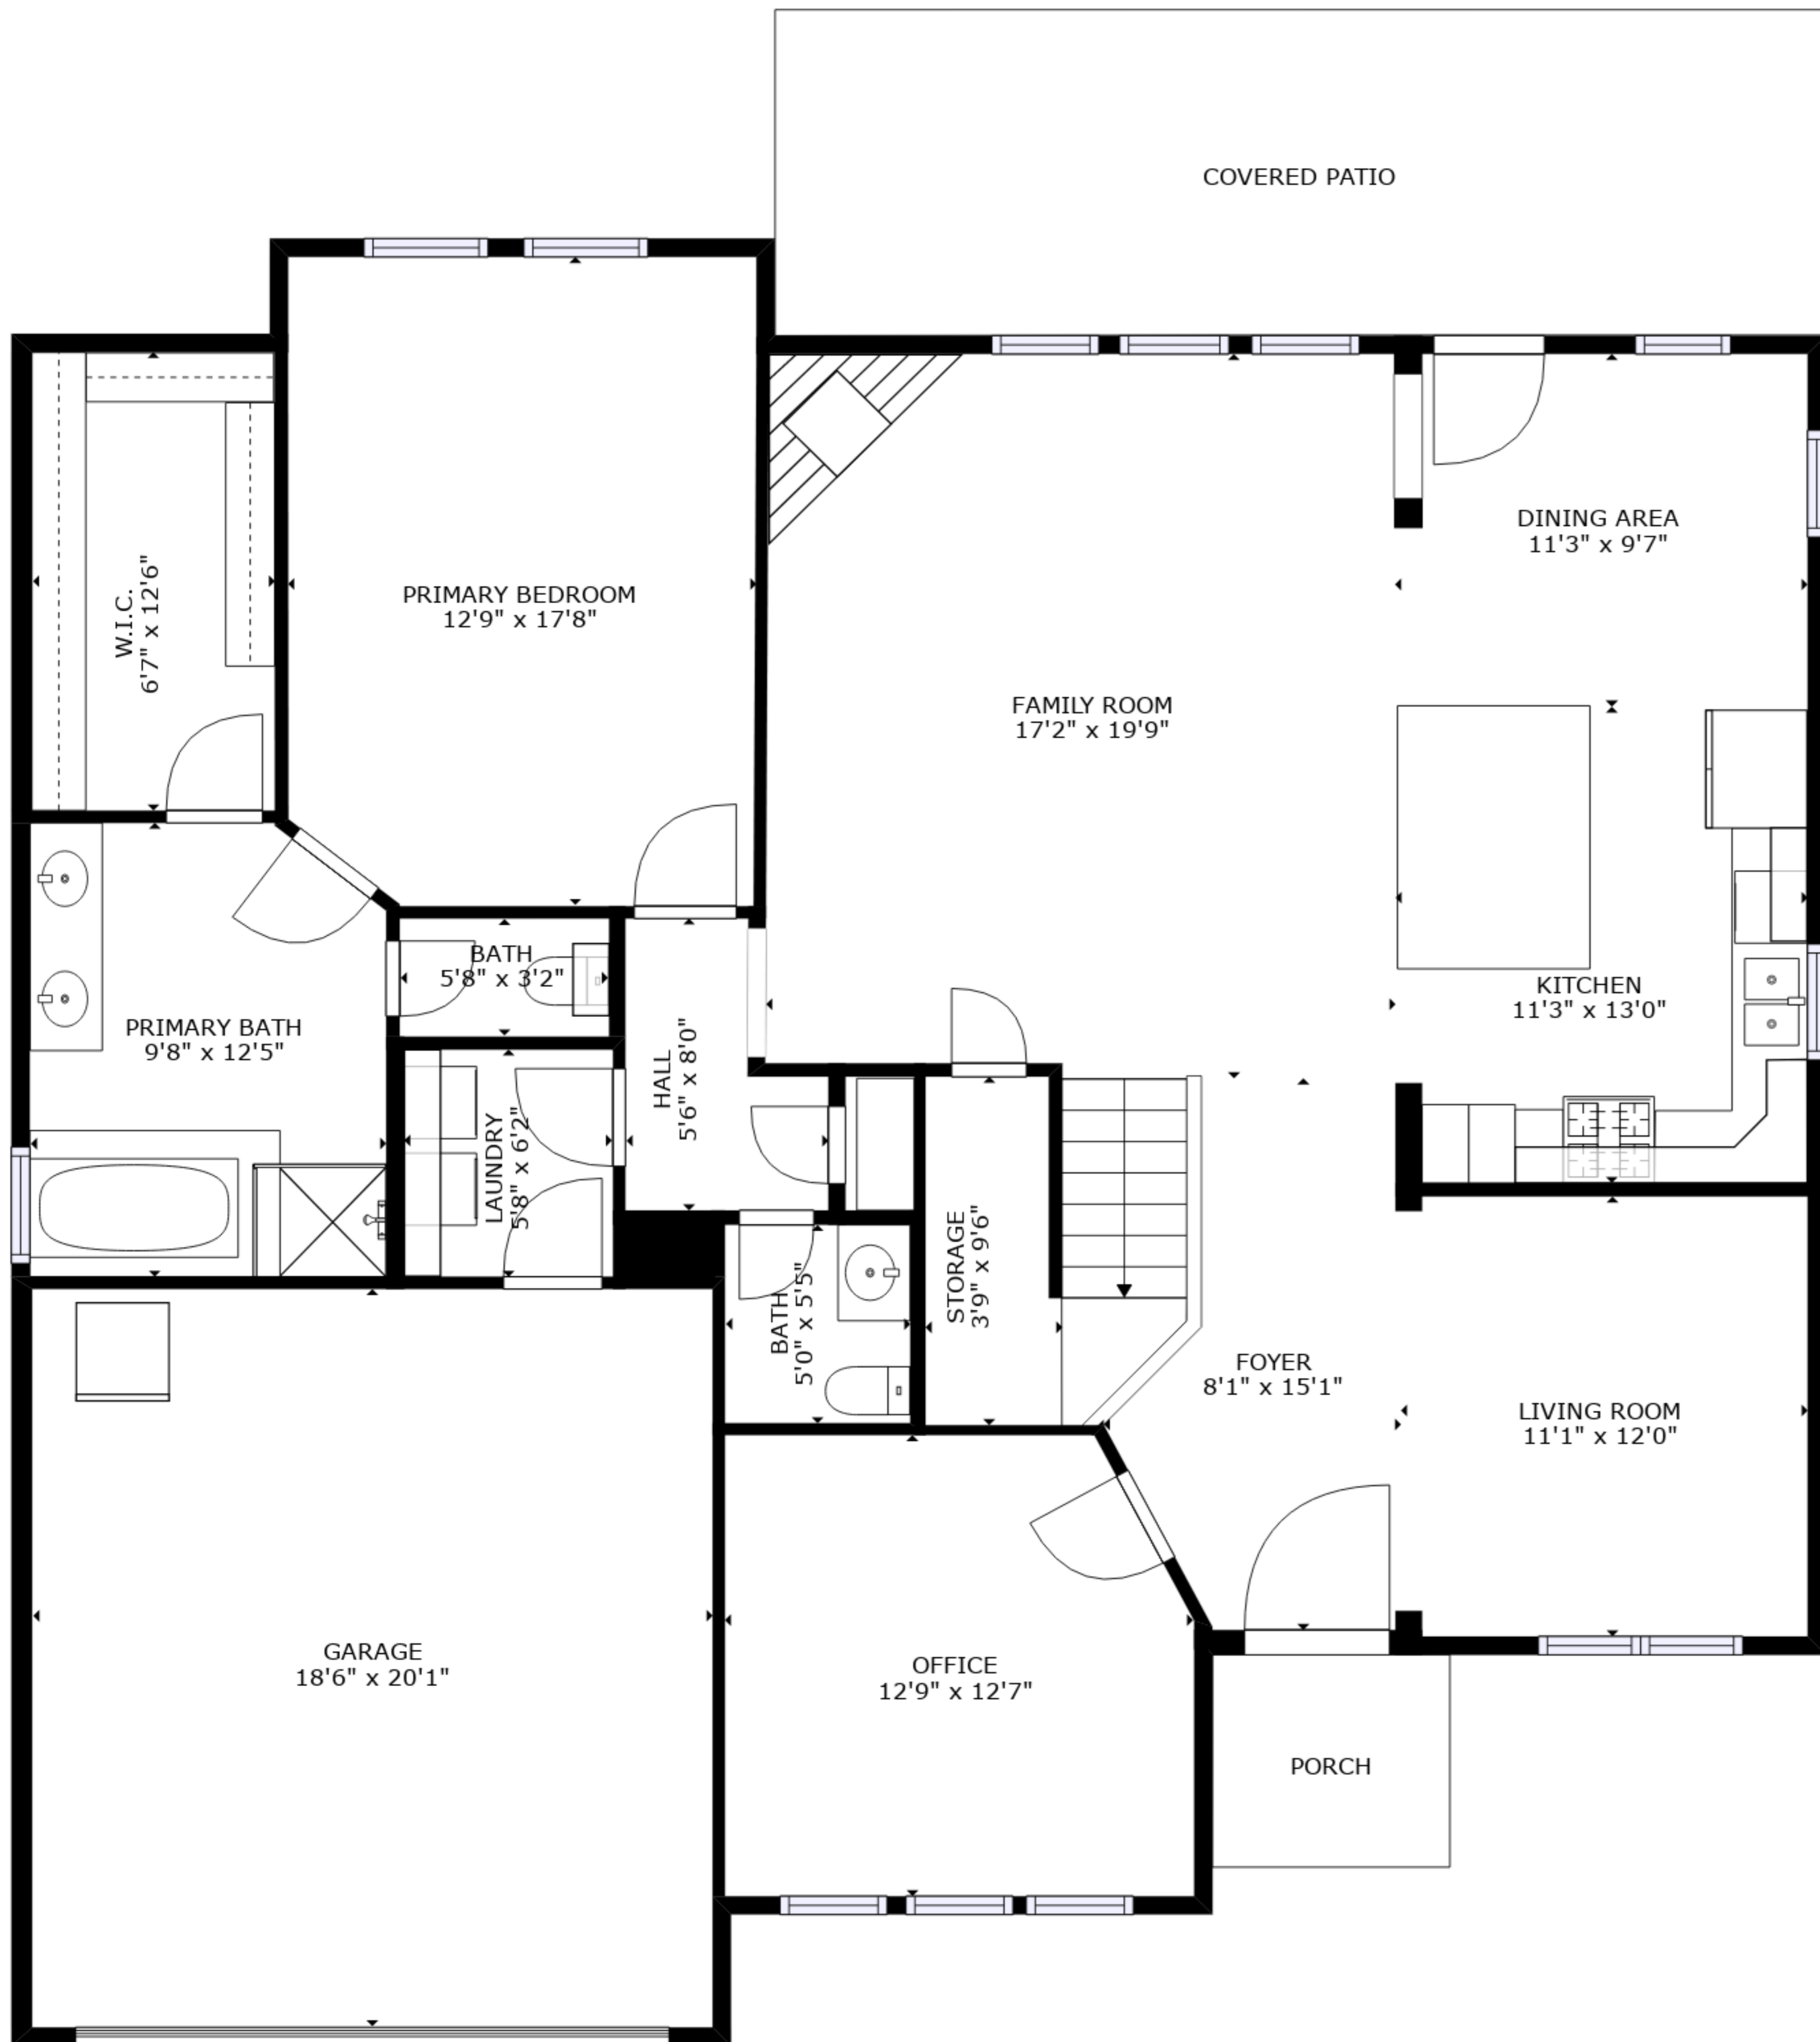 COVERED PATIO
DINING AREA
11'3" x 9'7"
W.I.C.
6'7" x 12'6"
PRIMARY BEDROOM
12'9" x 17'8"
FAMILY ROOM
17'2" x 19'9"
BATH
5'8" x 3'2"
KITCHEN
11'3" x 13'0"
PRIMARY BATH
9'8" x 12'5"
HALL
5'6" x 8'0"
LAUNDRY
5'8" x 6'2"
STORAGE
3'9" x 9'6"
BATH
5'0" x 5'5"
FOYER
8'1" x 15'1"
LIVING ROOM
11'1" x 12'0"
GARAGE
18'6" x 20'1"
OFFICE
12'9" x 12'7"
PORCH